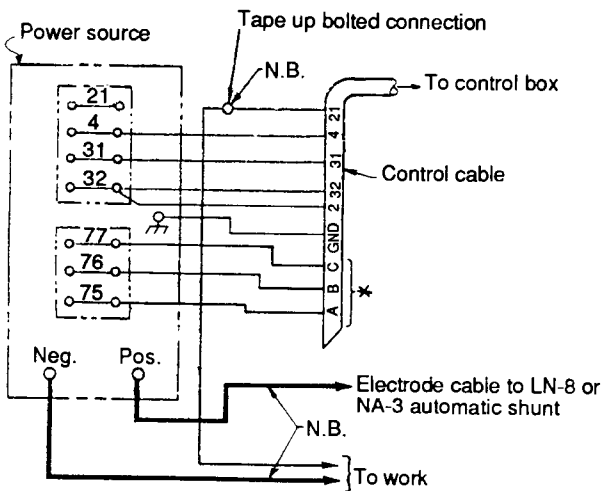 Tape up bolted connection
Power source
N.B.
To control box
21
4
31
32
77
76
75
21
4
31
32
2
GND
C
B
A
*
Control cable
Neg.
Pos.
Electrode cable to LN-8 or
NA-3 automatic shunt
N.B.
To work